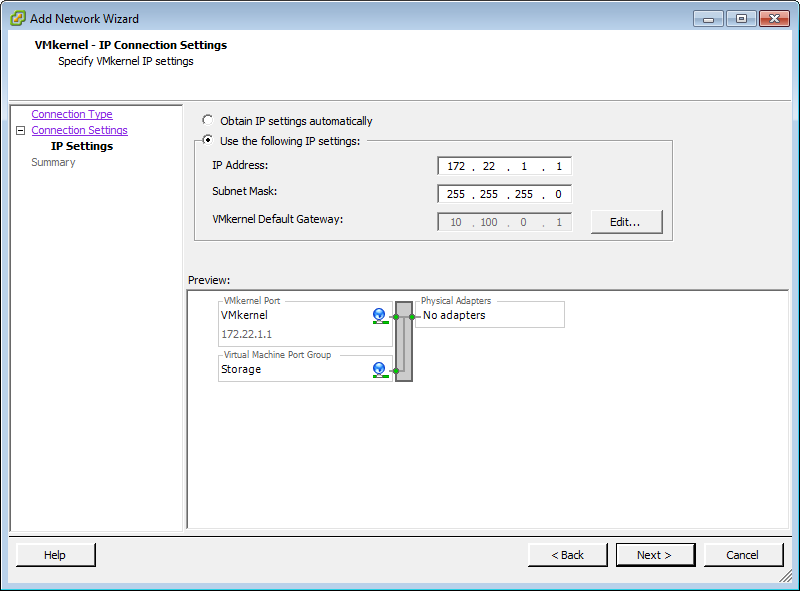 Add Network Wizard
VMkernel - IP Connection Settings
Specify VMkernel IP settings
Connection Type
Connection Settings
IP Settings
Summary
Obtain IP settings automatically
Use the following IP settings:
IP Address: 172 . 22 . 1 . 1
Subnet Mask: 255 . 255 . 255 . 0
VMkernel Default Gateway: 10 . 100 . 0 . 1 Edit...
Preview:
VMkernel Port Physical Adapters
VMkernel No adapters
172.22.1.1
Virtual Machine Port Group
Storage
Help < Back Next > Cancel